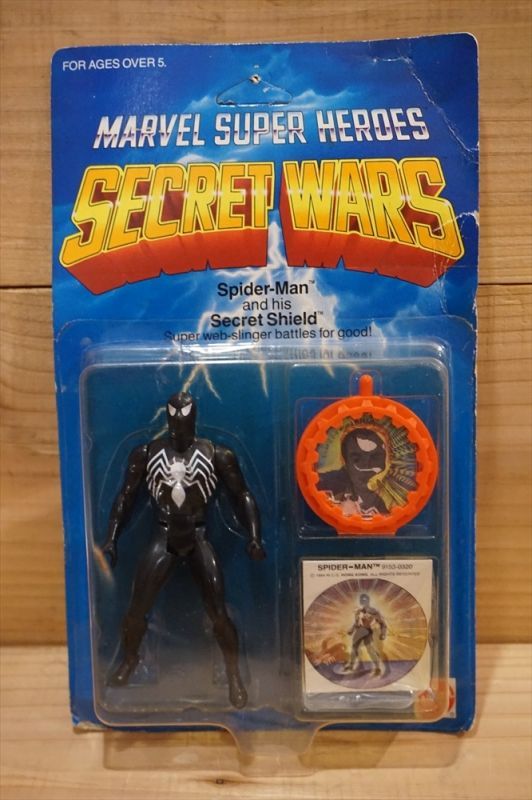 FOR AGES OVER 5.
MARVEL SUPER HEROES
SECRET WARS
Spider-Man™
and his
Secret Shield™
Super web-slinger battles for good!
SPIDER-MAN™ 9153-0320